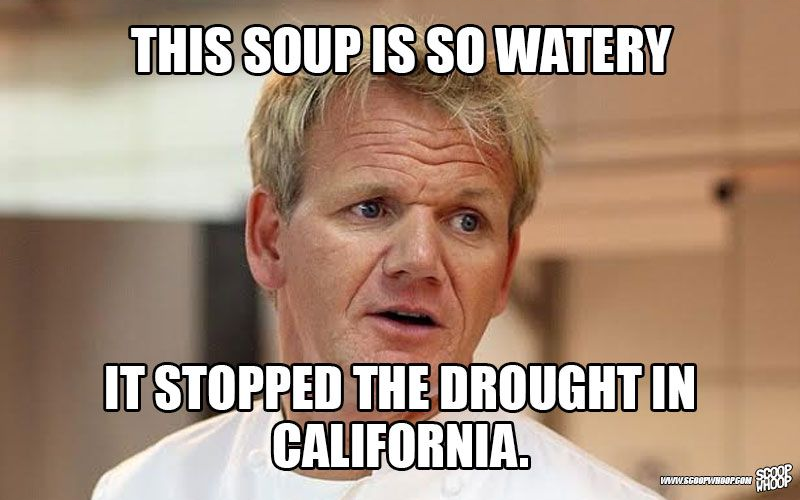 THIS SOUP IS SO WATERY
IT STOPPED THE DROUGHT IN
CALIFORNIA.
WWW.SCOOPWHOOP.COM
SCOOP
WHOOP